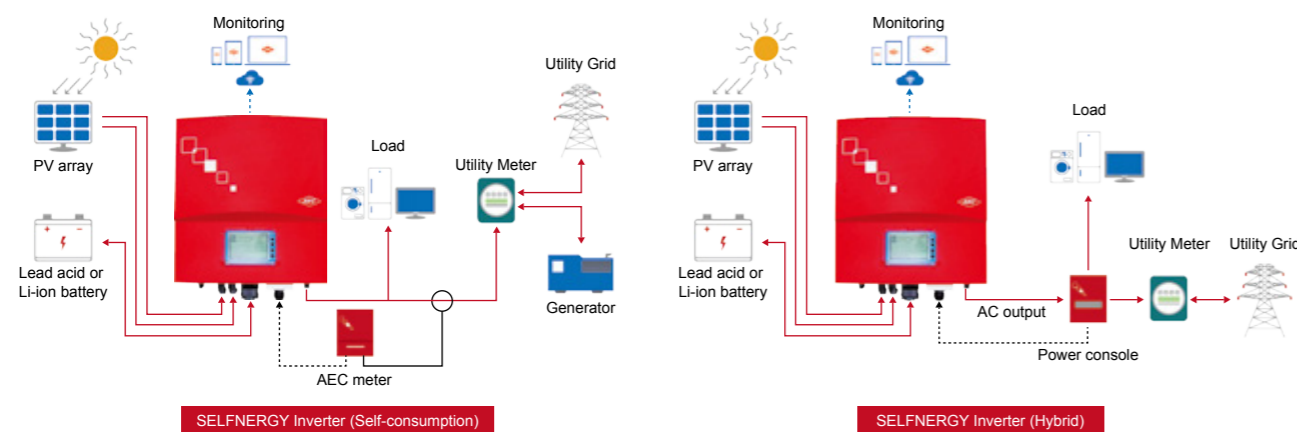 Monitoring
Utility Grid
PV array
Load
Utility Meter
Lead acid or
Li-ion battery
Generator
AEC meter
SELFNERGY Inverter (Self-consumption)
Monitoring
Load
PV array
Utility Meter
Utility Grid
Lead acid or
Li-ion battery
AC output
Power console
SELFNERGY Inverter (Hybrid)